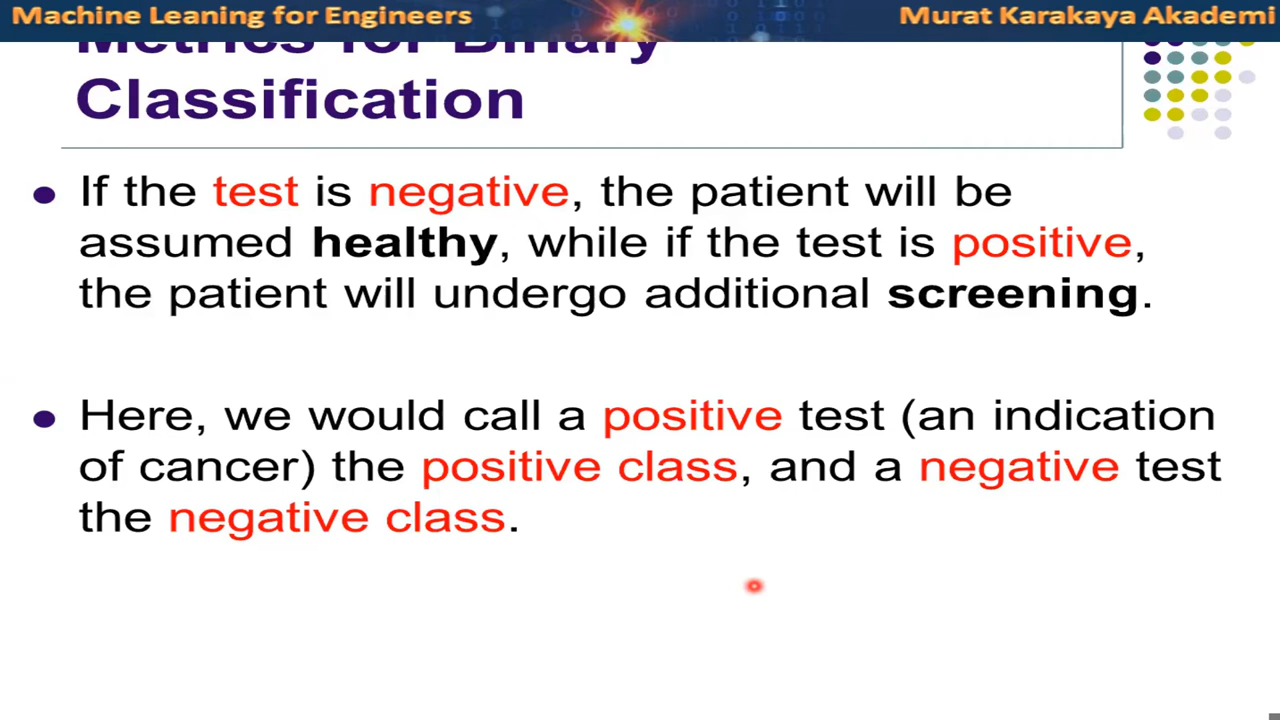 Machine Leaning for Engineers
Murat Karakaya Akademi
Metrics for Binary
Classification
If the test is negative, the patient will be
assumed healthy, while if the test is positive,
the patient will undergo additional screening.
Here, we would call a positive test (an indication
of cancer) the positive class, and a negative test
the negative class.